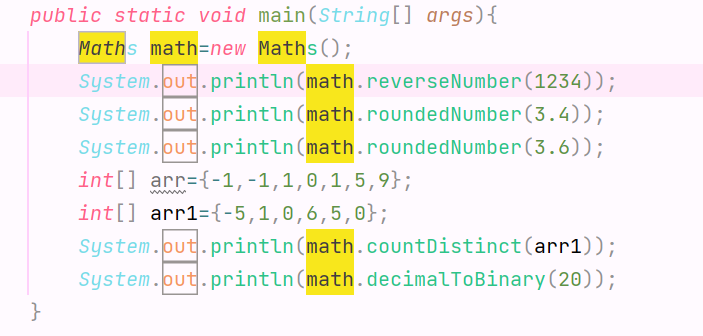 public static void main(String[] args){
Maths math=new Maths();
System.out.println(math.reverseNumber(1234));
System.out.println(math.roundedNumber(3.4));
System.out.println(math.roundedNumber(3.6));
int[] arr={-1,-1,1,0,1,5,9};
int[] arr1={-5,1,0,6,5,0};
System.out.println(math.countDistinct(arr1));
System.out.println(math.decimalToBinary(20));
}